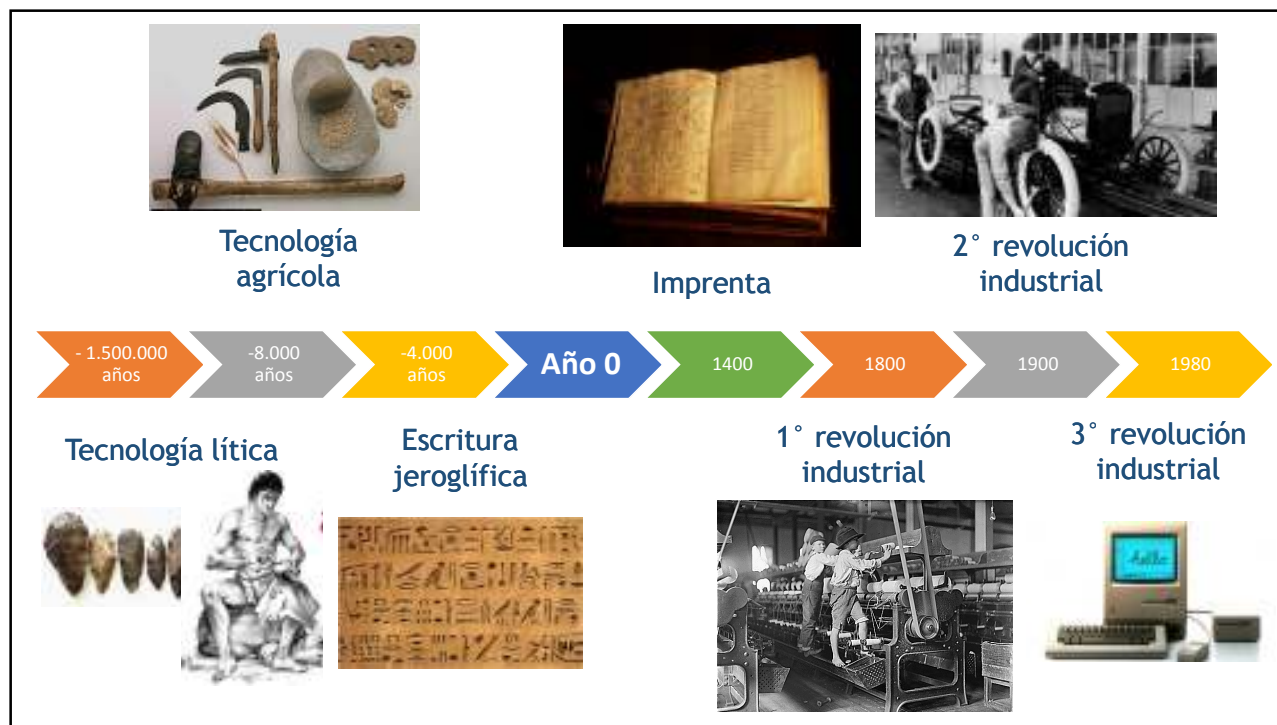 Tecnología
agrícola
Imprenta
2° revolución
industrial
- 1.500.000
años
-8.000
años
-4.000
años
Año 0
1400
1800
1900
1980
Tecnología lítica
Escritura
jeroglífica
1° revolución
industrial
3° revolución
industrial
hello